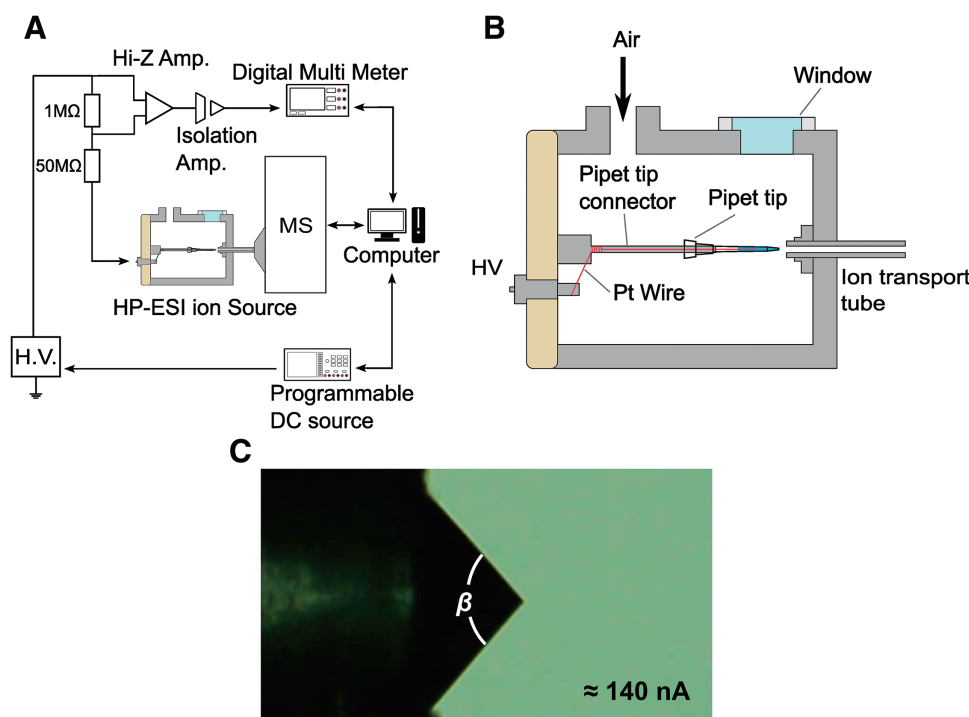 A
Hi-Z Amp.
Digital Multi Meter
1MΩ
Isolation
Amp.
50MΩ
MS
Computer
HP-ESI ion Source
H.V.
Programmable
DC source
B
Air
Window
Pipet tip
connector
Pipet tip
HV
Pt Wire
Ion transport
tube
C
β
≈ 140 nA